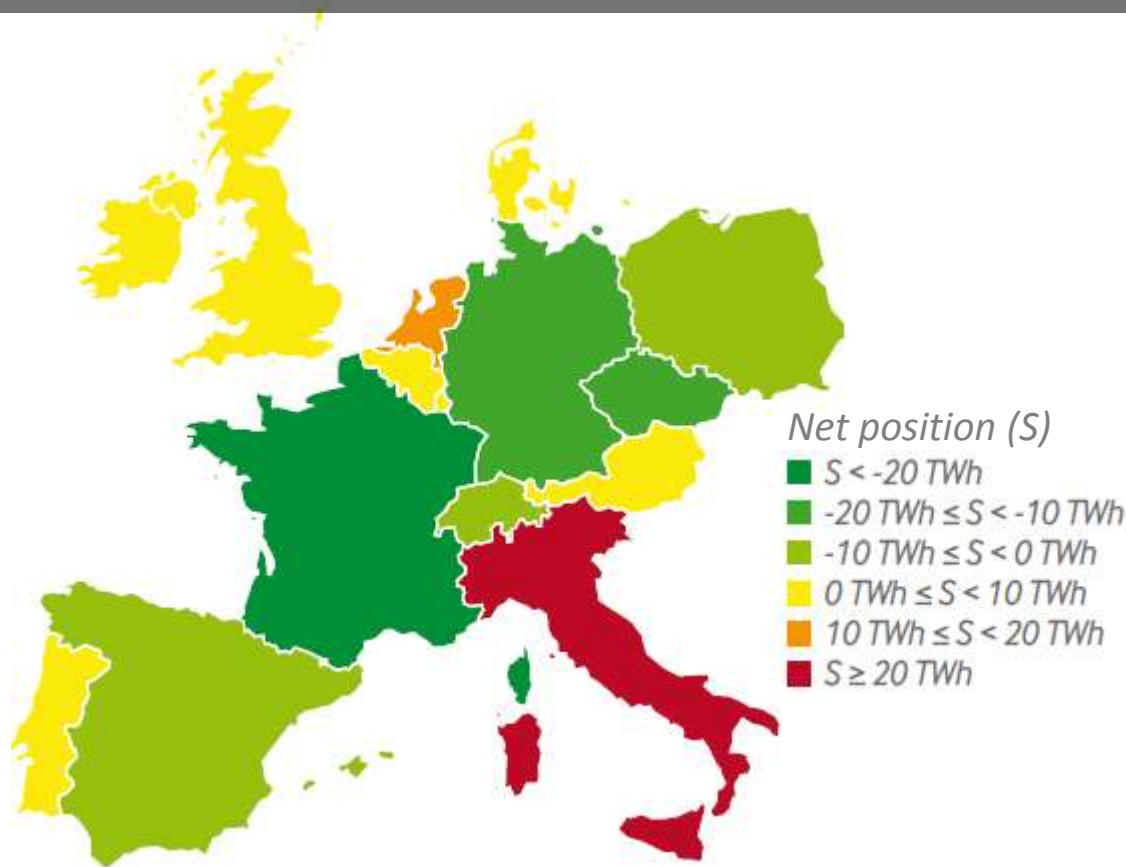 Net position (S)
S < -20 TWh
-20 TWh ≤ S < -10 TWh
-10 TWh ≤ S < 0 TWh
0 TWh ≤ S < 10 TWh
10 TWh ≤ S < 20 TWh
S ≥ 20 TWh